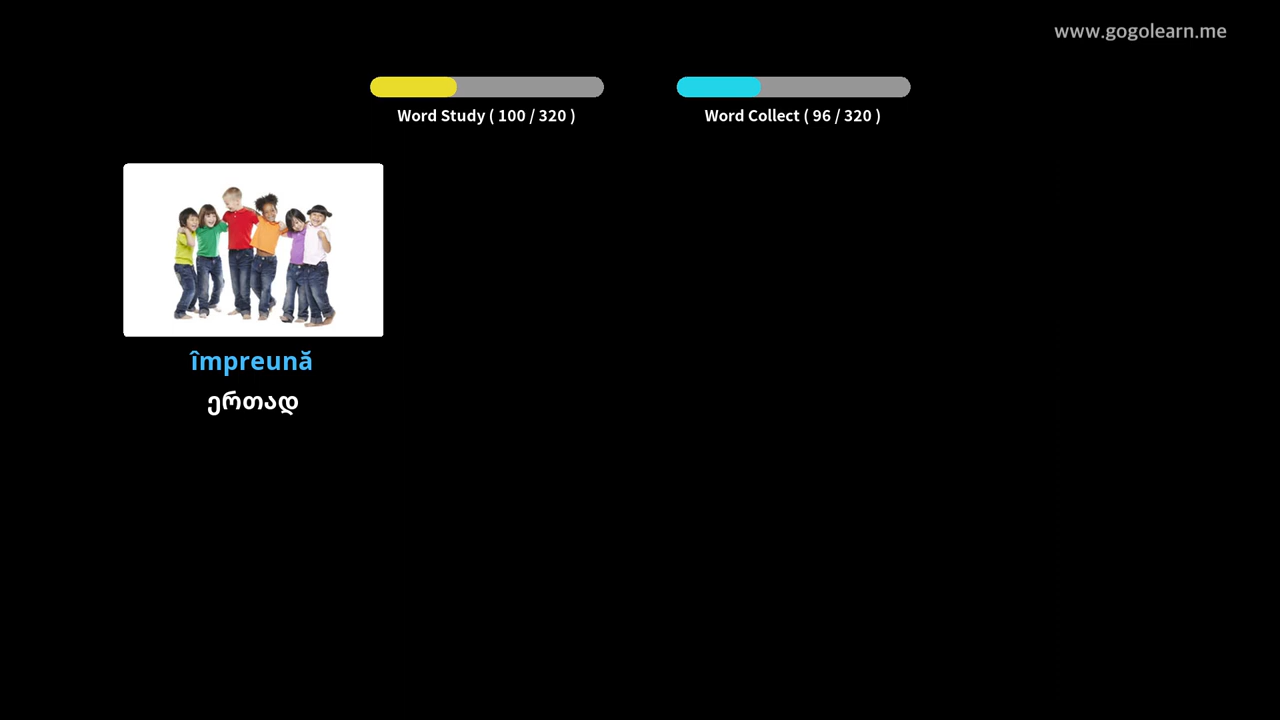 www.gogolearn.me
Word Study ( 100 / 320 )
Word Collect ( 96 / 320 )
împreună
ერთად